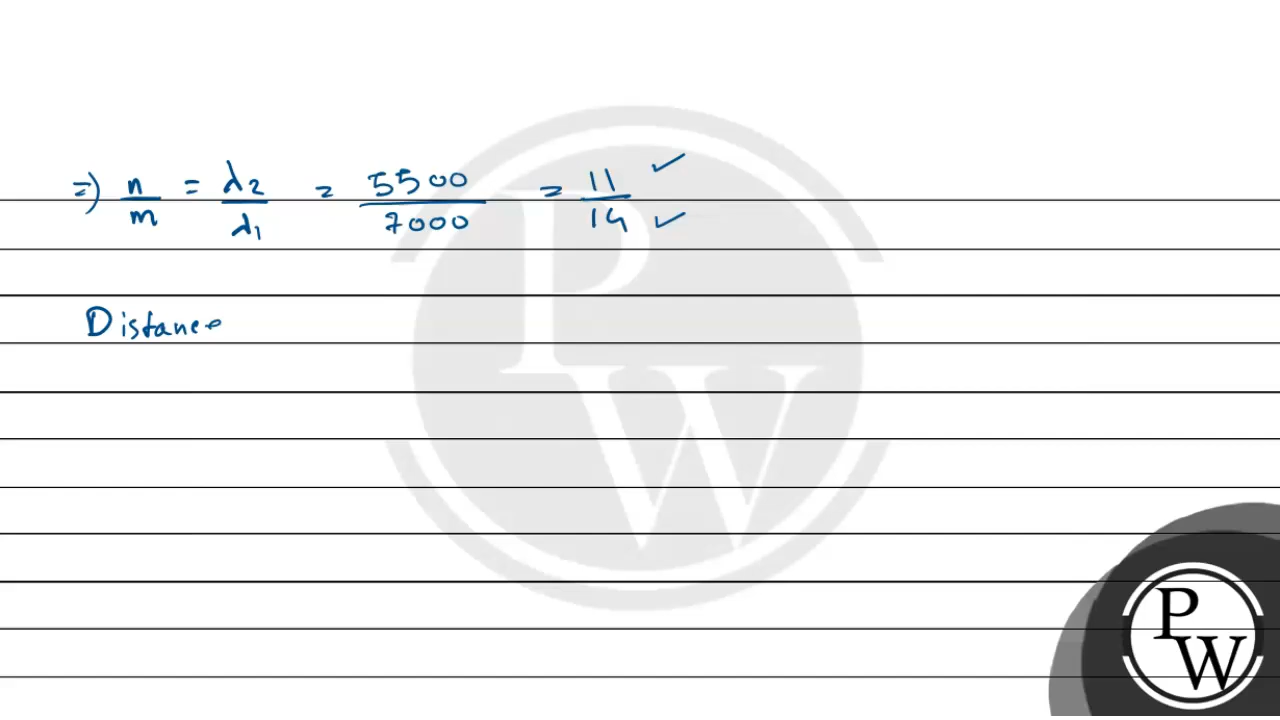 =) n/m = λ2/λ1 = 5500/7000 = 11/14 ✓ ✓
Distance
P
W
P
W